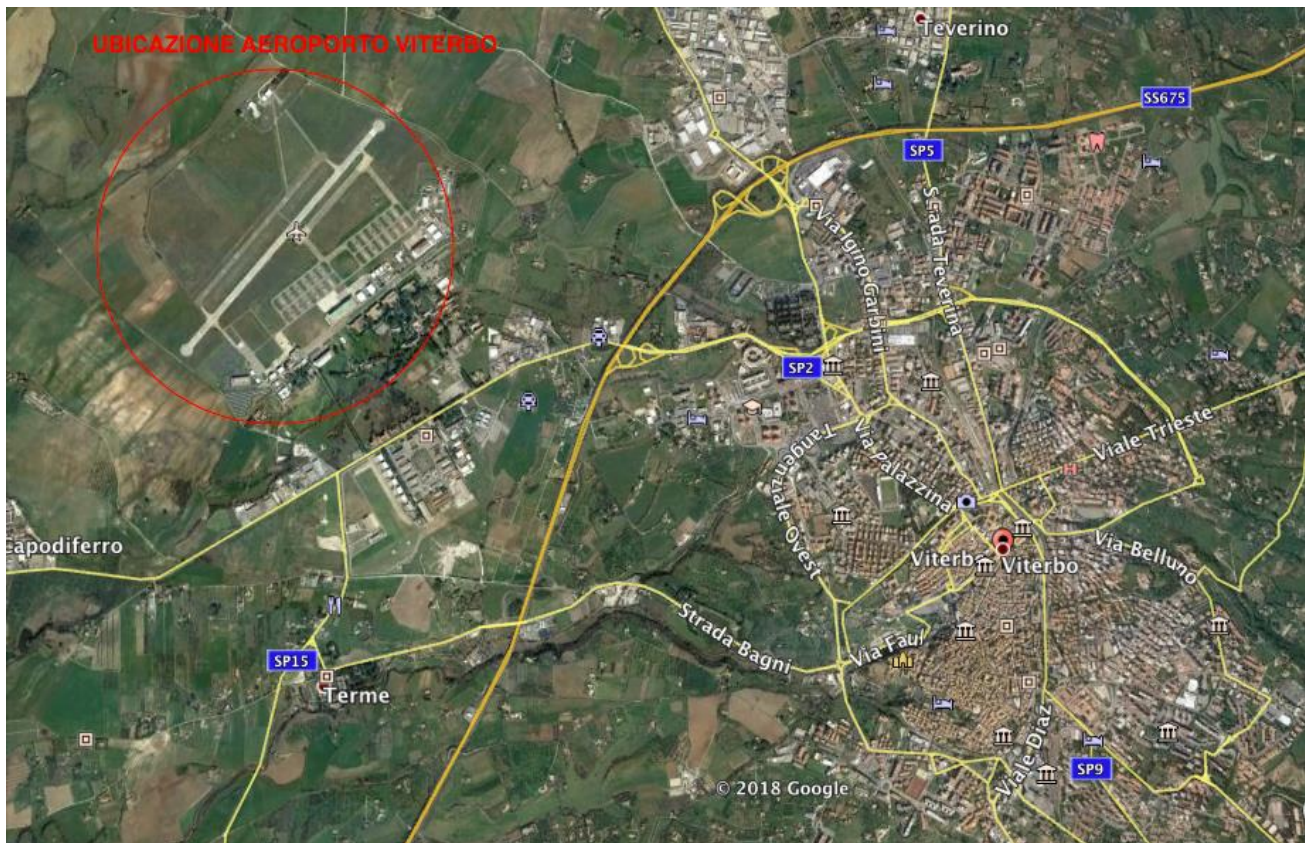 UBICAZIONE AEROPORTO VITERBO
Teverino
SS675
SP5
Strada Teverina
Via Igino Garbini
SP2
Viale Trieste
Tangenziale Ovest
Via Palazzina
Capodiferro
Viterbo
Viterbo
Via Belluno
Strada Bagni
Via Faul
SP15
Terme
Viale Diaz
SP9
© 2018 Google